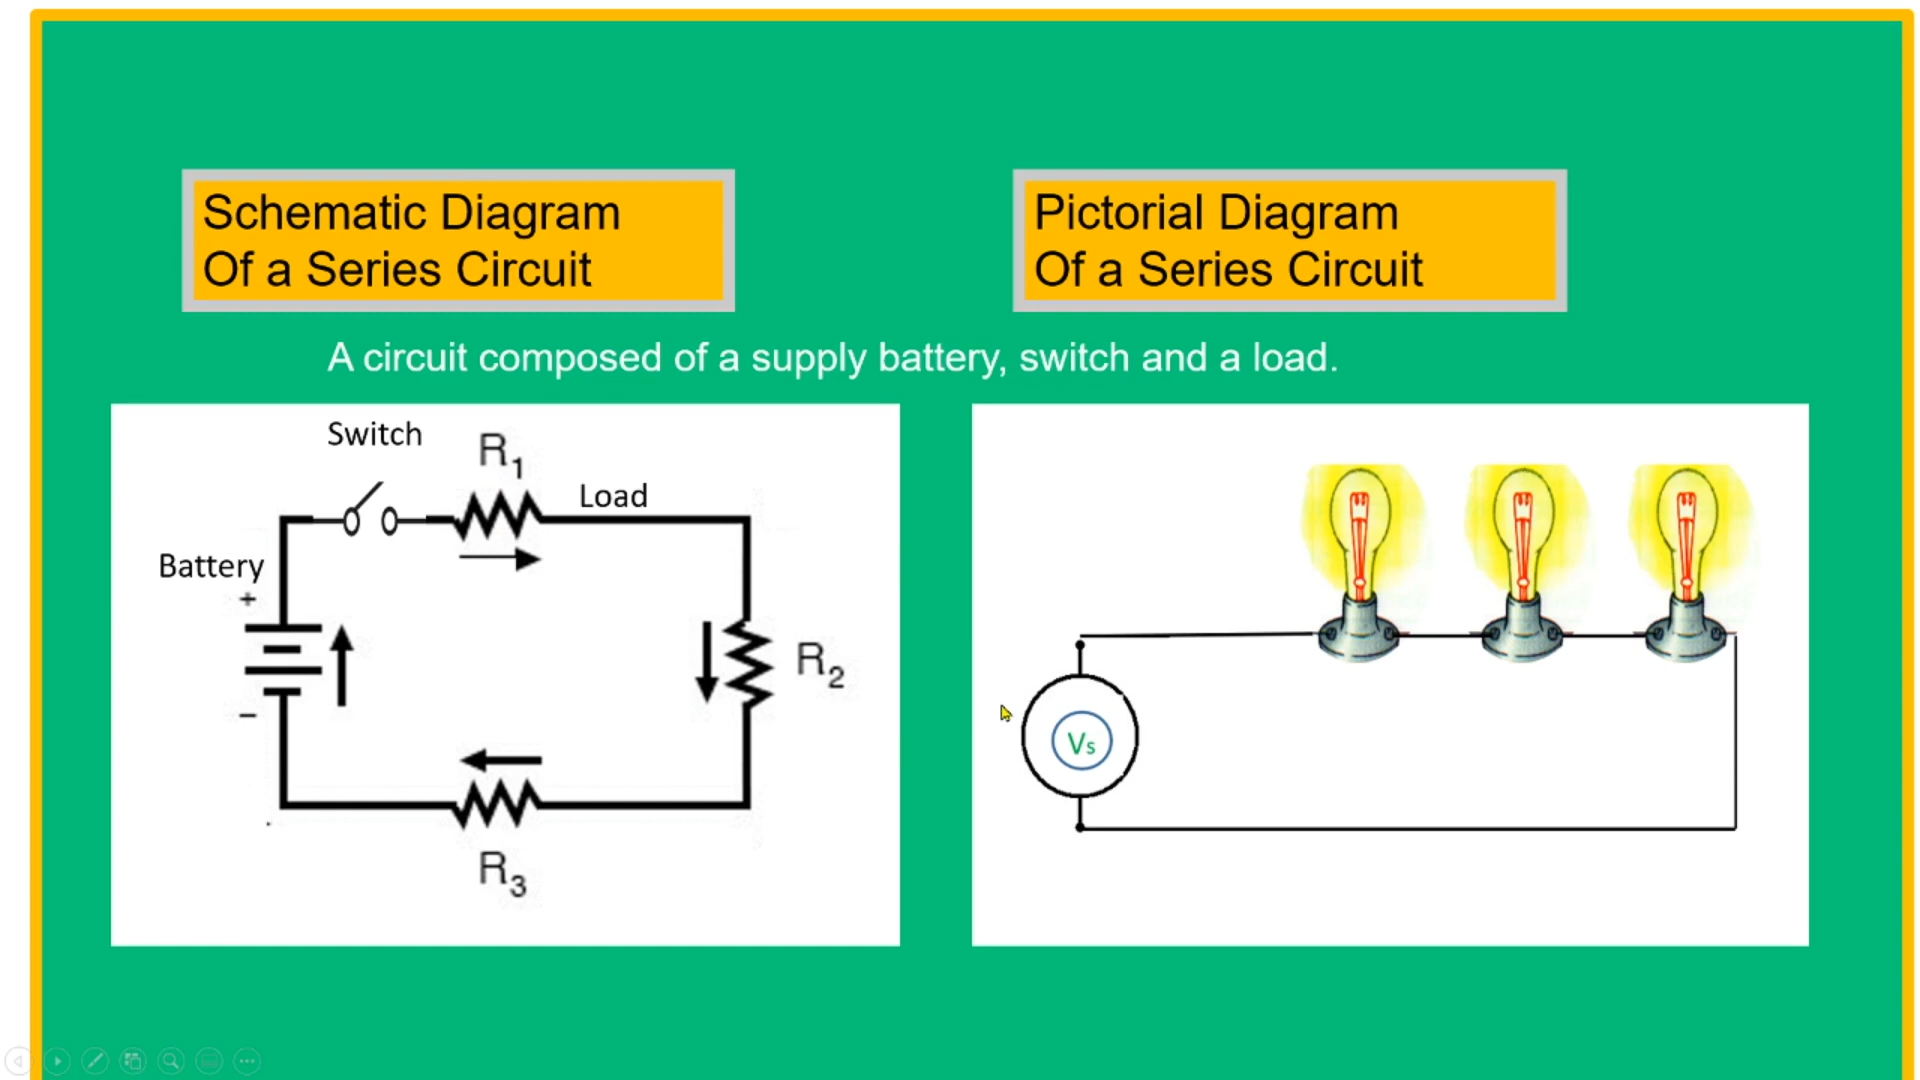 Schematic Diagram
Of a Series Circuit
Pictorial Diagram
Of a Series Circuit
A circuit composed of a supply battery, switch and a load.
Switch
R1
Load
Battery
+
R2
−
R3
Vs